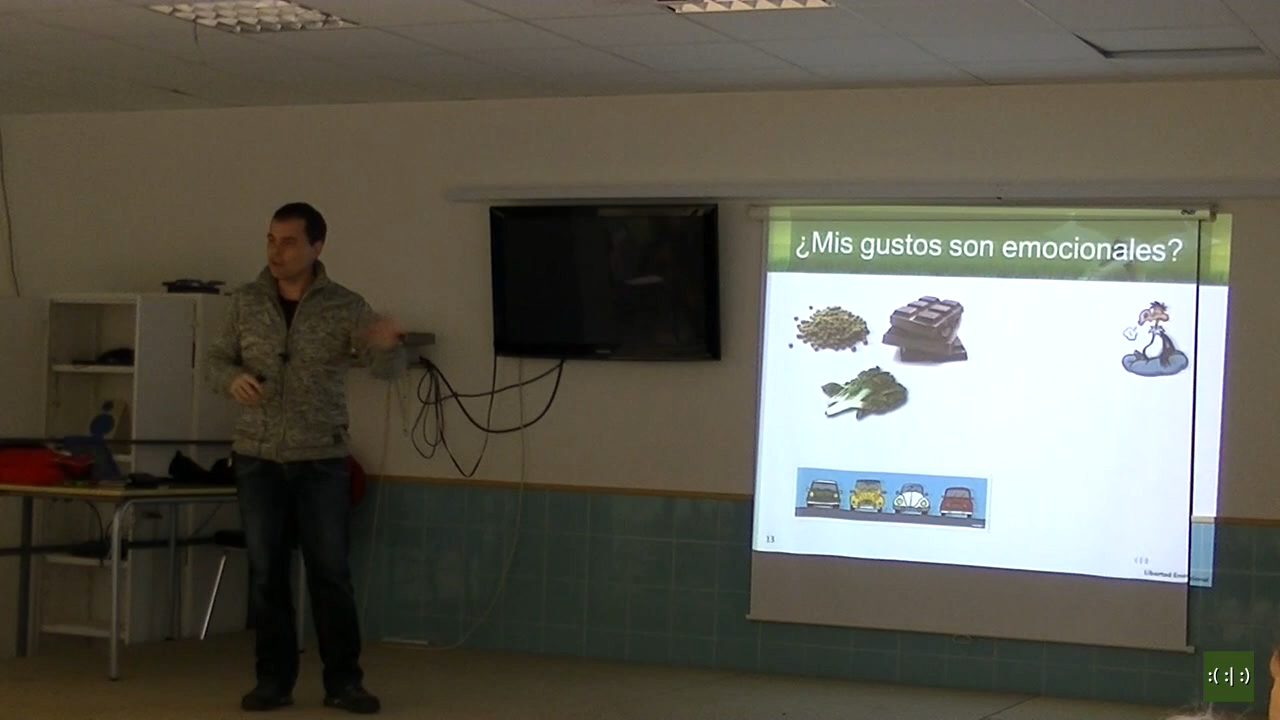 ¿Mis gustos son emocionales?
13
Libertad Emocional
:( :| :)